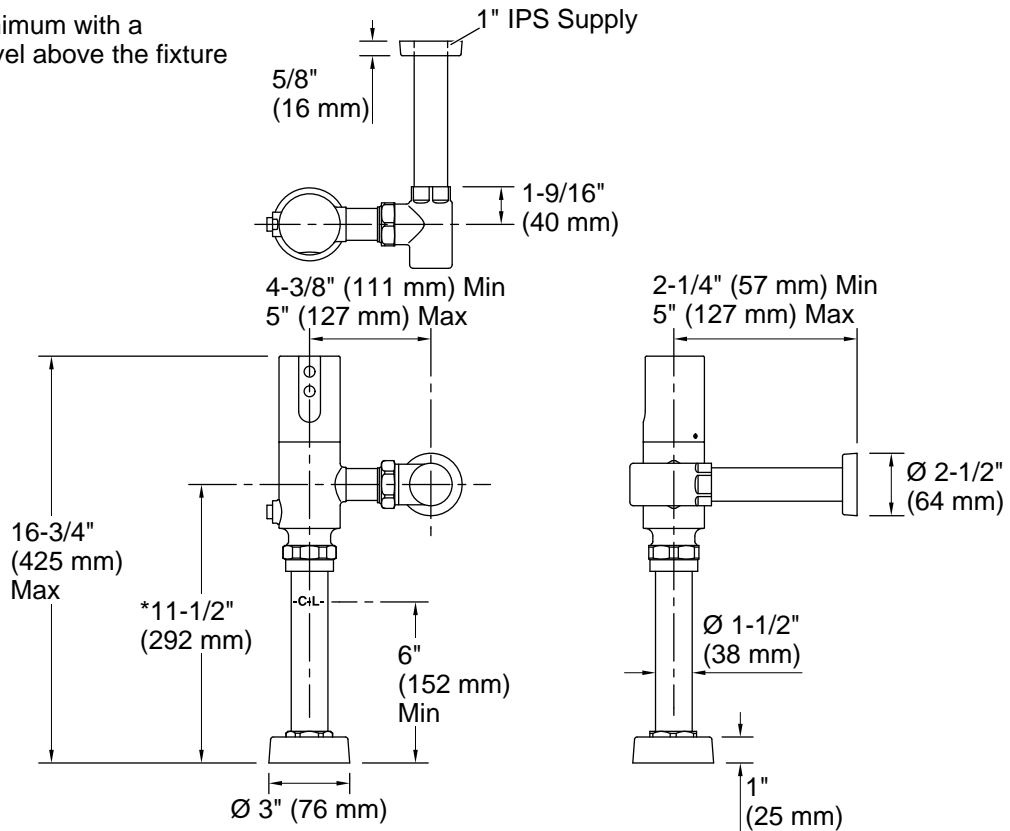 nimum with a
vel above the fixture
1" IPS Supply
5/8"
(16 mm)
1-9/16"
(40 mm)
4-3/8" (111 mm) Min
5" (127 mm) Max
2-1/4" (57 mm) Min
5" (127 mm) Max
Ø 2-1/2"
(64 mm)
16-3/4"
(425 mm)
Max
*11-1/2"
(292 mm)
-C+L-
6"
(152 mm)
Min
Ø 1-1/2"
(38 mm)
Ø 3" (76 mm)
1"
(25 mm)